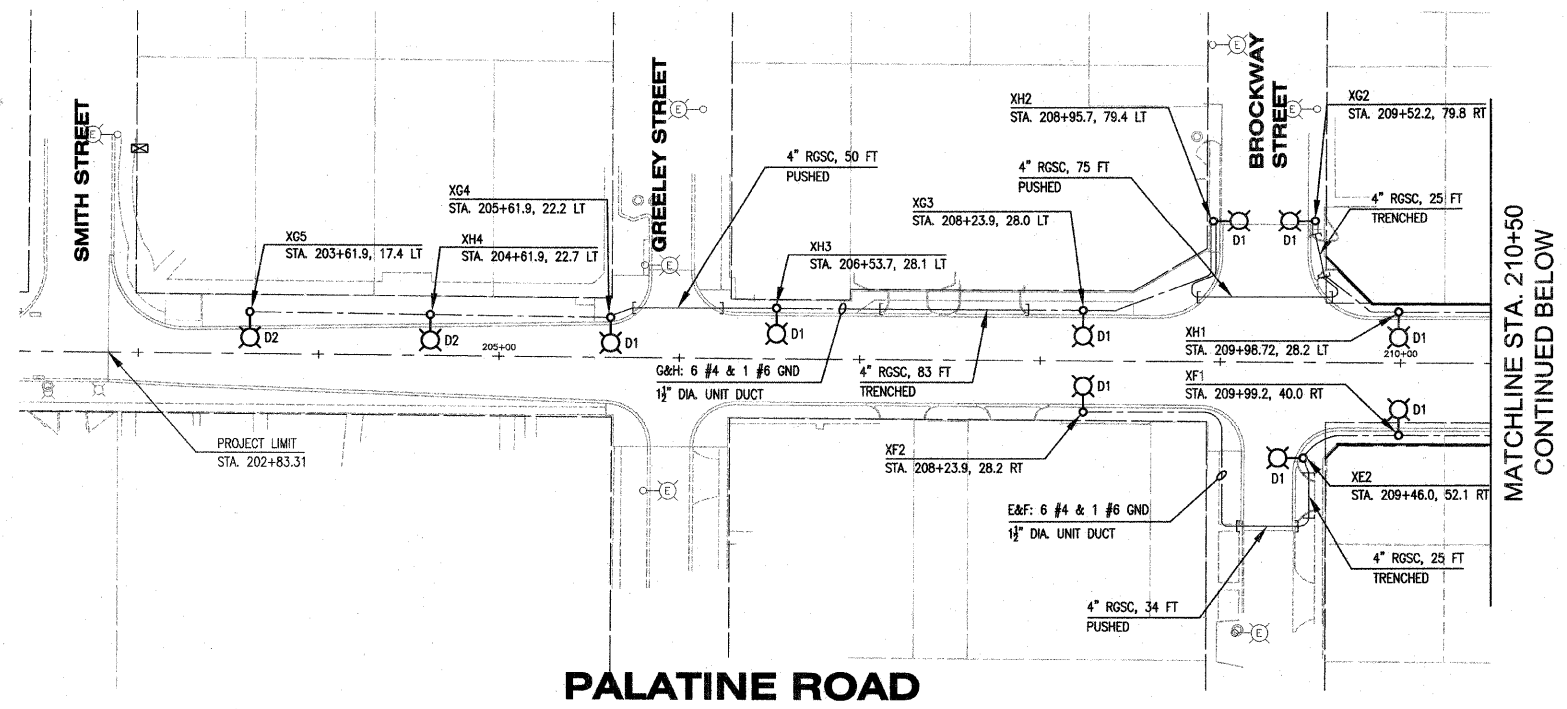 SMITH STREET
GREELEY STREET
BROCKWAY
STREET
E
E
E
E
E
E
E
XG5
STA. 203+61.9, 17.4 LT
XH4
STA. 204+61.9, 22.7 LT
XG4
STA. 205+61.9, 22.2 LT
4" RGSC, 50 FT
PUSHED
XH3
STA. 206+53.7, 28.1 LT
XG3
STA. 208+23.9, 28.0 LT
XH2
STA. 208+95.7, 79.4 LT
4" RGSC, 75 FT
PUSHED
XG2
STA. 209+52.2, 79.8 RT
4" RGSC, 25 FT
TRENCHED
D1
D1
D2
D2
D1
D1
D1
D1
205+00
210+00
G&H: 6 #4 & 1 #6 GND
1½" DIA. UNIT DUCT
4" RGSC, 83 FT
TRENCHED
XH1
STA. 209+98.72, 28.2 LT
XF1
STA. 209+99.2, 40.0 RT
D1
D1
D1
PROJECT LIMIT
STA. 202+83.31
XF2
STA. 208+23.9, 28.2 RT
E&F: 6 #4 & 1 #6 GND
1½" DIA. UNIT DUCT
XE2
STA. 209+46.0, 52.1 RT
4" RGSC, 25 FT
TRENCHED
4" RGSC, 34 FT
PUSHED
MATCHLINE STA. 210+50
CONTINUED BELOW
PALATINE ROAD